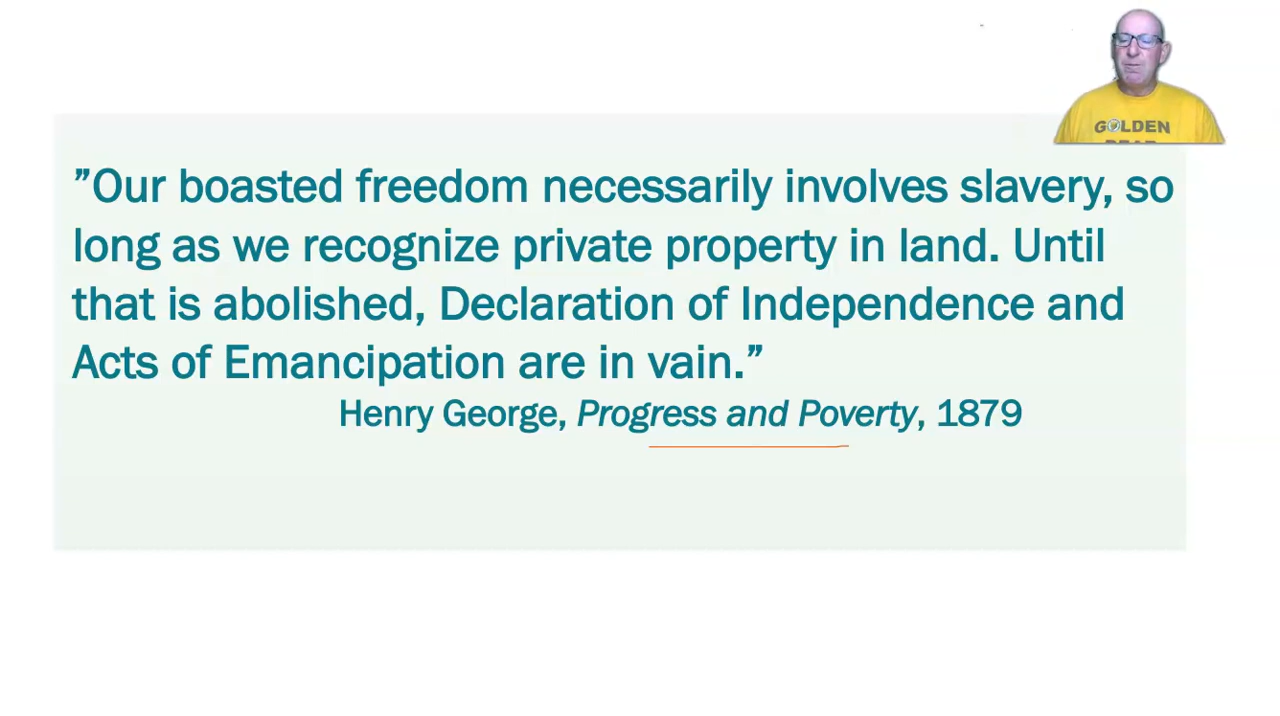 GOLDEN
BEAR
”Our boasted freedom necessarily involves slavery, so
long as we recognize private property in land. Until
that is abolished, Declaration of Independence and
Acts of Emancipation are in vain.”
Henry George, Progress and Poverty, 1879